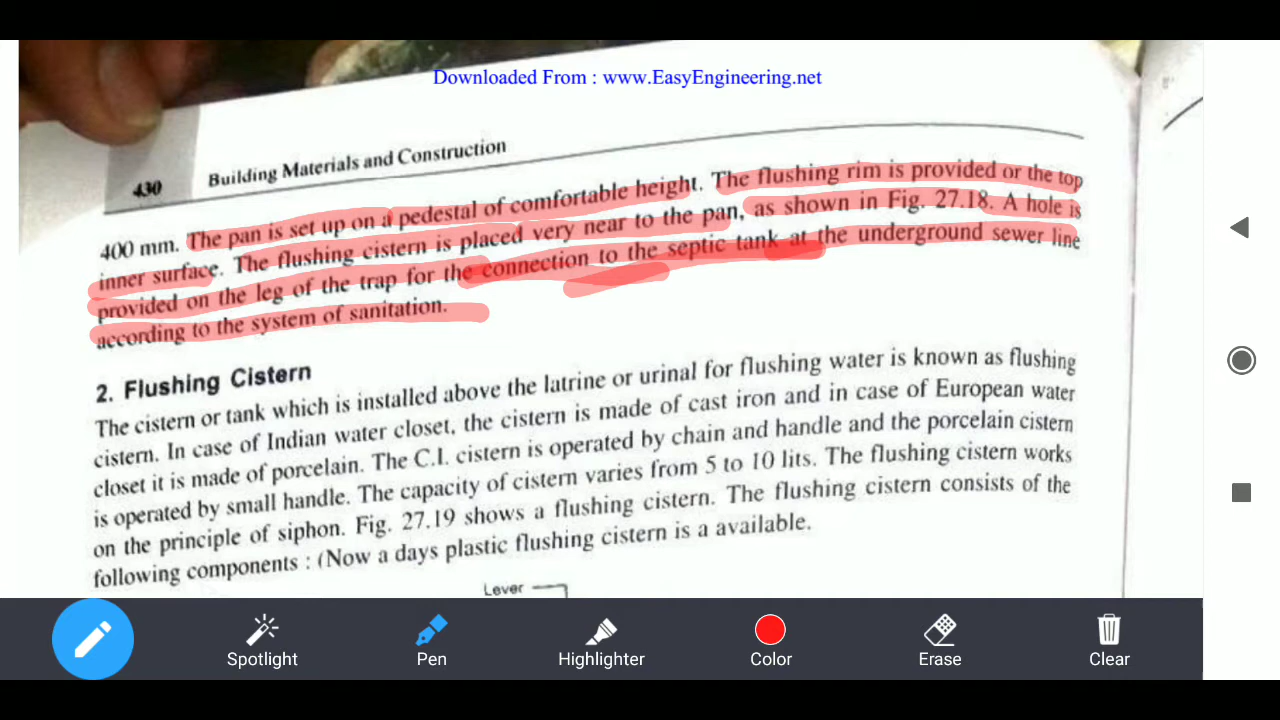 Downloaded From : www.EasyEngineering.net
430 Building Materials and Construction
400 mm. The pan is set up on a pedestal of comfortable height. The flushing rim is provided or the top
inner surface. The flushing cistern is placed very near to the pan, as shown in Fig. 27.18. A hole is
provided on the leg of the trap for the connection to the septic tank at the underground sewer line
according to the system of sanitation.
2. Flushing Cistern
The cistern or tank which is installed above the latrine or urinal for flushing water is known as flushing
cistern. In case of Indian water closet, the cistern is made of cast iron and in case of European water
closet it is made of porcelain. The C.I. cistern is operated by chain and handle and the porcelain cistern
is operated by small handle. The capacity of cistern varies from 5 to 10 lits. The flushing cistern works
on the principle of siphon. Fig. 27.19 shows a flushing cistern. The flushing cistern consists of the
following components : (Now a days plastic flushing cistern is a available.
Lever
Spotlight
Pen
Highlighter
Color
Erase
Clear